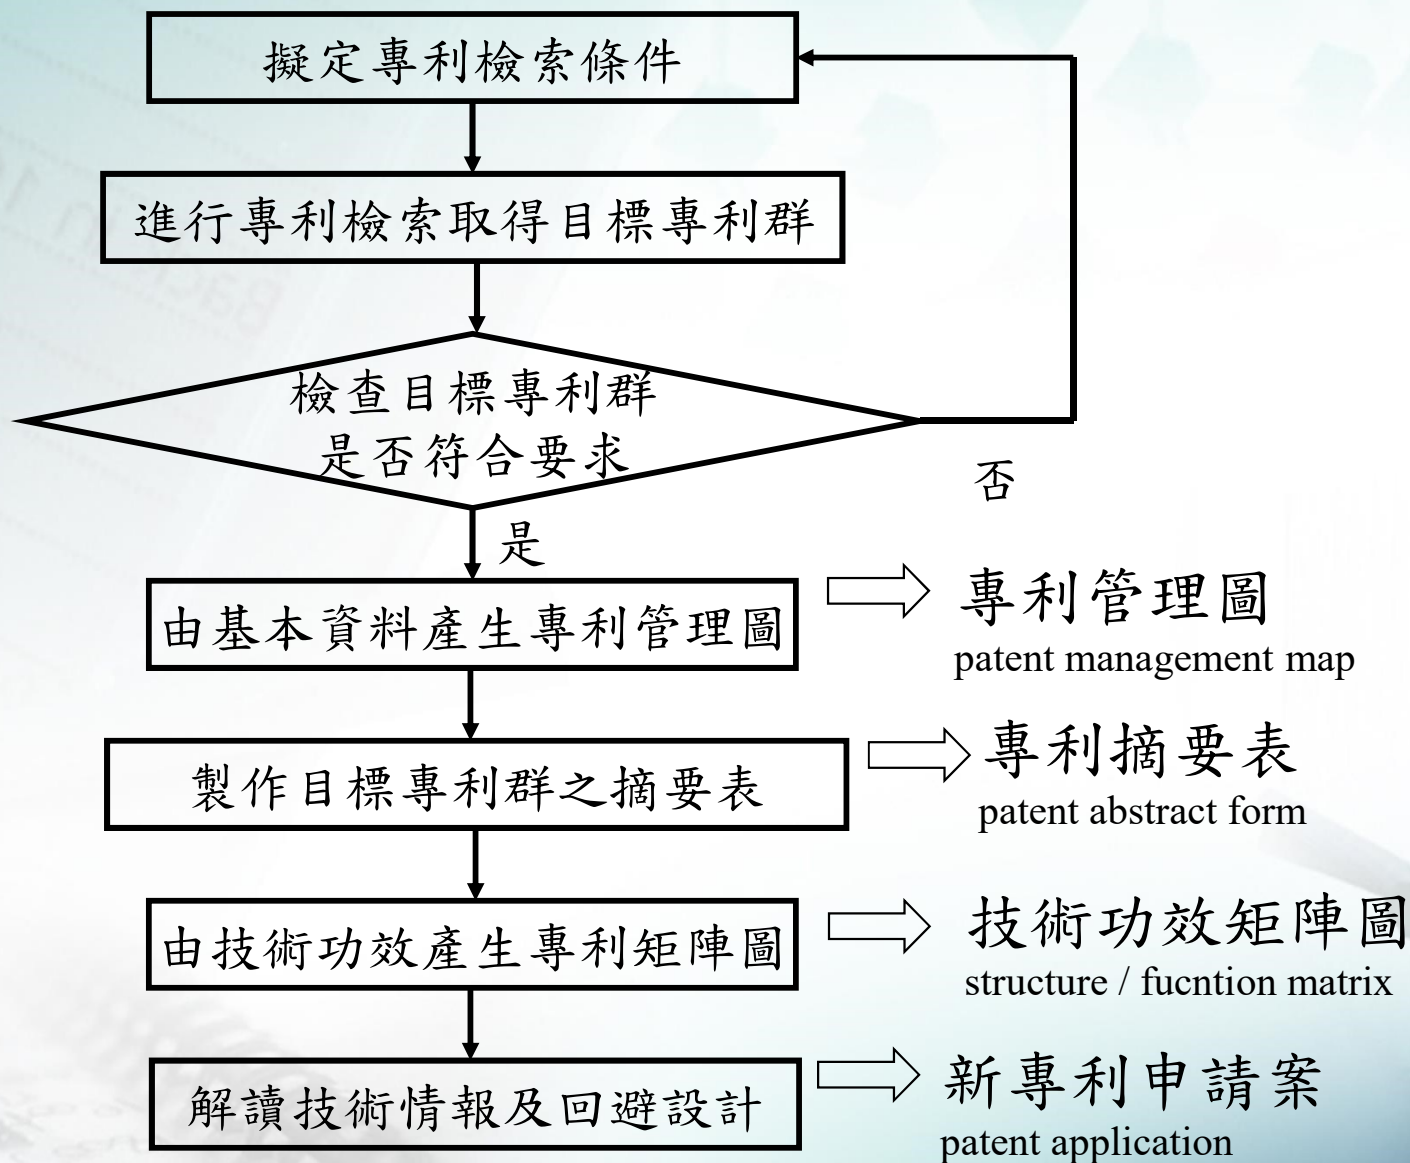 擬定專利檢索條件
進行專利檢索取得目標專利群
檢查目標專利群
是否符合要求
否
是
由基本資料產生專利管理圖
專利管理圖
patent management map
製作目標專利群之摘要表
專利摘要表
patent abstract form
由技術功效產生專利矩陣圖
技術功效矩陣圖
structure / fucntion matrix
解讀技術情報及回避設計
新專利申請案
patent application